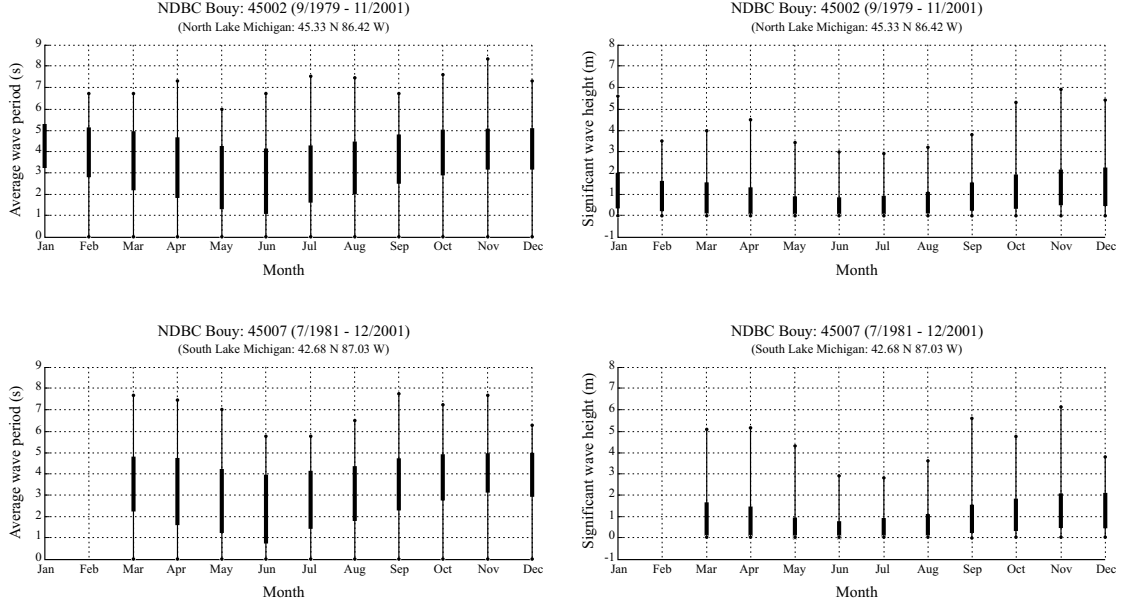 NDBC Bouy: 45002 (9/1979 - 11/2001)
(North Lake Michigan: 45.33 N 86.42 W)
Average wave period (s)
9
8
7
6
5
4
3
2
1
0
Jan Feb Mar Apr May Jun Jul Aug Sep Oct Nov Dec
Month
NDBC Bouy: 45002 (9/1979 - 11/2001)
(North Lake Michigan: 45.33 N 86.42 W)
Significant wave height (m)
8
7
6
5
4
3
2
1
0
-1
Jan Feb Mar Apr May Jun Jul Aug Sep Oct Nov Dec
Month
NDBC Bouy: 45007 (7/1981 - 12/2001)
(South Lake Michigan: 42.68 N 87.03 W)
Average wave period (s)
9
8
7
6
5
4
3
2
1
0
Jan Feb Mar Apr May Jun Jul Aug Sep Oct Nov Dec
Month
NDBC Bouy: 45007 (7/1981 - 12/2001)
(South Lake Michigan: 42.68 N 87.03 W)
Significant wave height (m)
8
7
6
5
4
3
2
1
0
-1
Jan Feb Mar Apr May Jun Jul Aug Sep Oct Nov Dec
Month